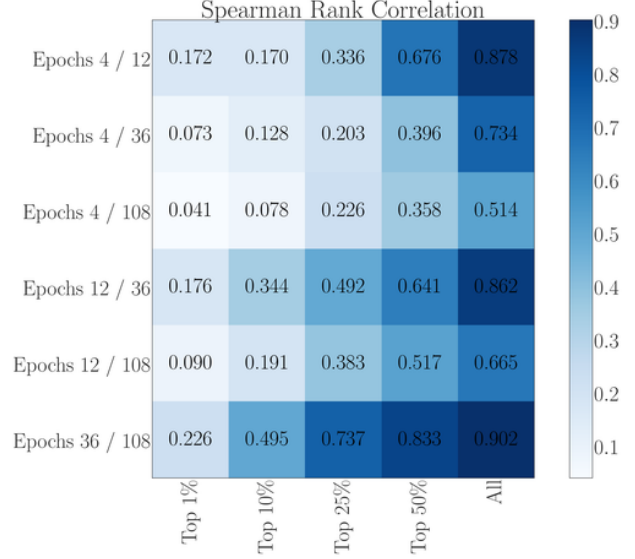 Spearman Rank Correlation
Epochs 4 / 12 0.172 0.170 0.336 0.676 0.878
Epochs 4 / 36 0.073 0.128 0.203 0.396 0.734
Epochs 4 / 108 0.041 0.078 0.226 0.358 0.514
Epochs 12 / 36 0.176 0.344 0.492 0.641 0.862
Epochs 12 / 108 0.090 0.191 0.383 0.517 0.665
Epochs 36 / 108 0.226 0.495 0.737 0.833 0.902
Top 1% Top 10% Top 25% Top 50% All
0.9
0.8
0.7
0.6
0.5
0.4
0.3
0.2
0.1